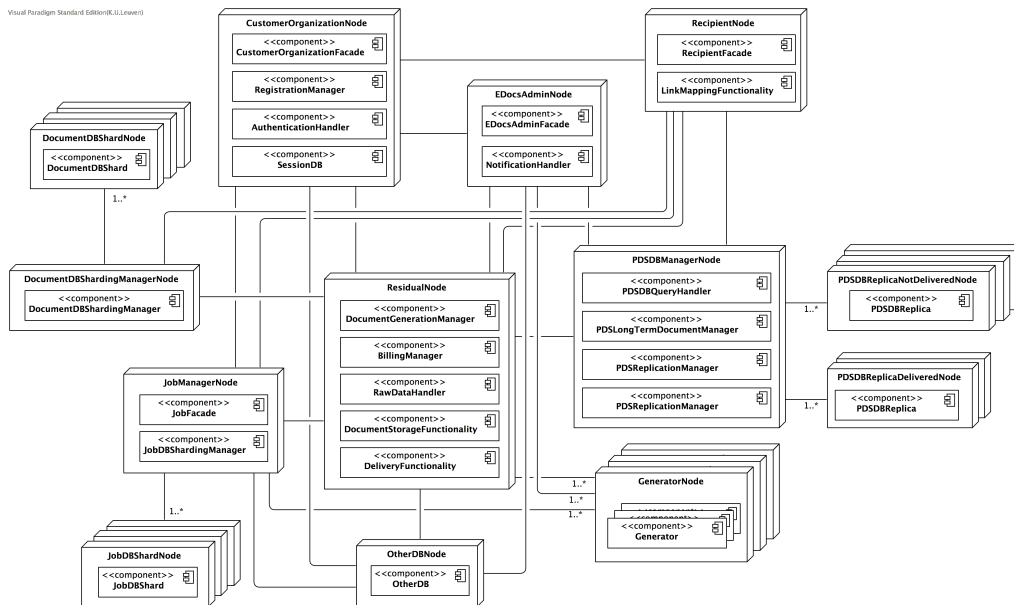 Visual Paradigm Standard Edition(K.U.Leuven)
CustomerOrganizationNode
<<component>>
CustomerOrganizationFacade
<<component>>
RegistrationManager
<<component>>
AuthenticationHandler
<<component>>
SessionDB
RecipientNode
<<component>>
RecipientFacade
<<component>>
LinkMappingFunctionality
EDocsAdminNode
<<component>>
EDocsAdminFacade
<<component>>
NotificationHandler
DocumentDBShardNode
<<component>>
DocumentDBShard
1..*
DocumentDBShardingManagerNode
<<component>>
DocumentDBShardingManager
ResidualNode
<<component>>
DocumentGenerationManager
<<component>>
BillingManager
<<component>>
RawDataHandler
<<component>>
DocumentStorageFunctionality
<<component>>
DeliveryFunctionality
PDSDBManagerNode
<<component>>
PDSDBQueryHandler
<<component>>
PDSLongTermDocumentManager
<<component>>
PDSReplicationManager
<<component>>
PDSReplicationManager
PDSDBReplicaNotDeliveredNode
<<component>>
PDSDBReplica
1..*
PDSDBReplicaDeliveredNode
<<component>>
PDSDBReplica
1..*
JobManagerNode
<<component>>
JobFacade
<<component>>
JobDBShardingManager
1..*
JobDBShardNode
<<component>>
JobDBShard
GeneratorNode
<<component>>
Generator
1..*
1..*
1..*
OtherDBNode
<<component>>
OtherDB